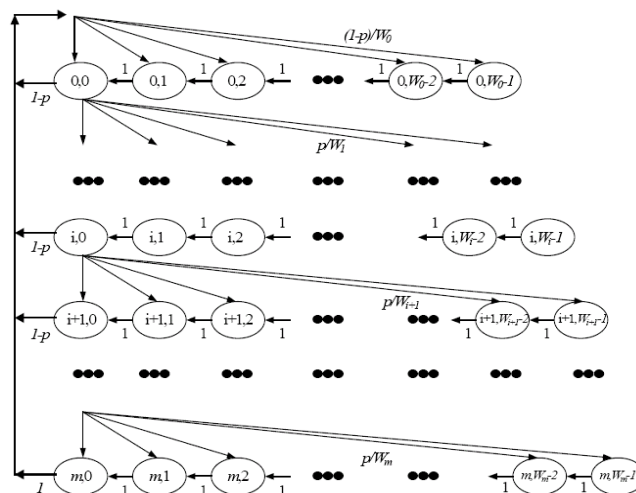 (1-p)/W₀
0,0 1 0,1 1 0,2 1 ●●● 1 0,W₀-2 1 0,W₀-1
1-p
p/W₁
●●● ●●● ●●● ●●● ●●● ●●●
i,0 1 i,1 1 i,2 1 ●●● 1 i,Wᵢ-2 1 i,Wᵢ-1
1-p
p/Wᵢ₊₁
i+1,0 1 i+1,1 1 i+1,2 1 ●●● 1 i+1,Wᵢ₊₁-2 1 i+1,Wᵢ₊₁-1
1-p
●●● ●●● ●●● ●●● ●●● ●●● ●●●
p/Wₘ
m,0 1 m,1 1 m,2 1 ●●● ●●● 1 m,Wₘ-2 1 m,Wₘ-1
1